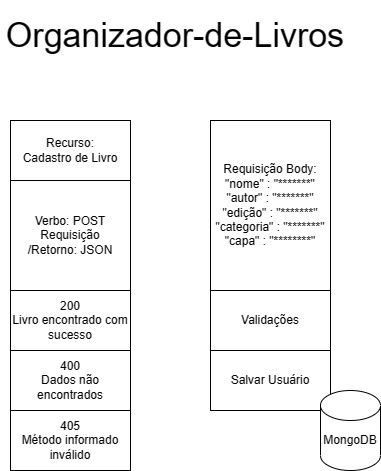 Organizador-de-Livros
Recurso:
Cadastro de Livro
Verbo: POST
Requisição
/Retorno: JSON
200
Livro encontrado com
sucesso
400
Dados não
encontrados
405
Método informado
inválido
Requisição Body:
"nome" : "*******"
"autor" : "*******"
"edição" : "*******"
"categoria" : "*******"
"capa" : "********"
Validações
Salvar Usuário
MongoDB